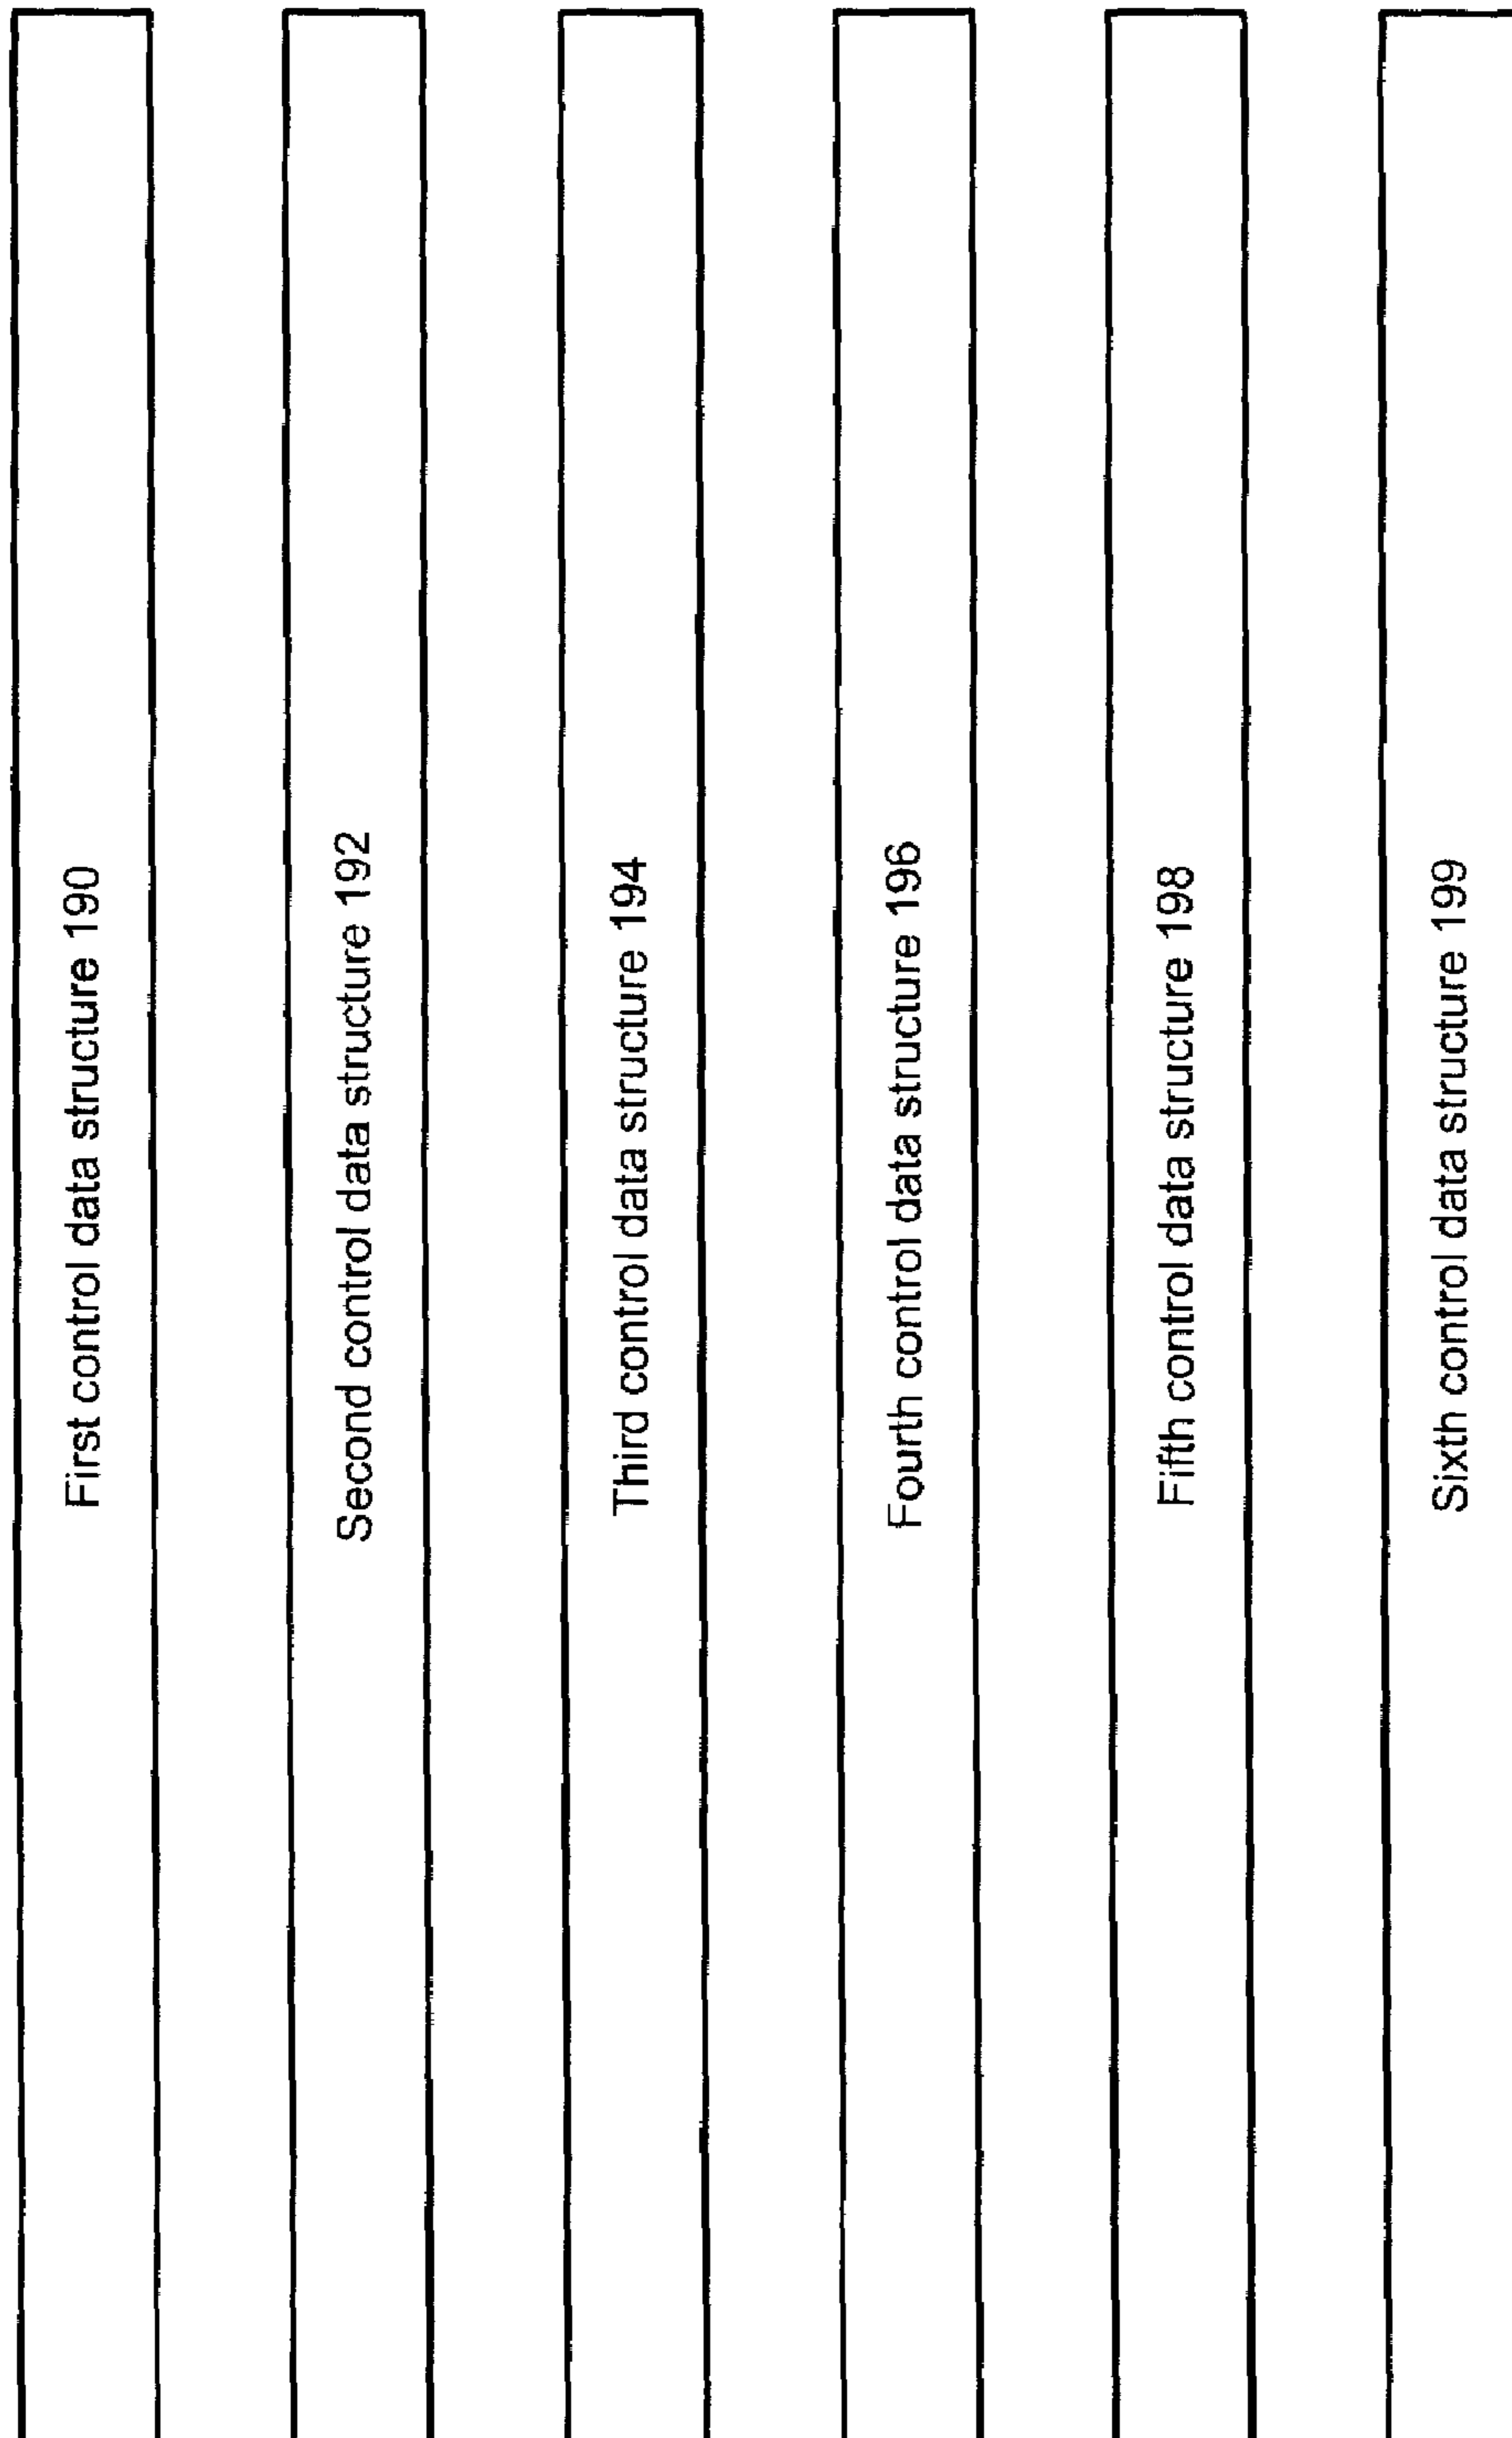 First control data structure 190
Second control data structure 192
Third control data structure 194
Fourth control data structure 196
Fifth control data structure 198
Sixth control data structure 199